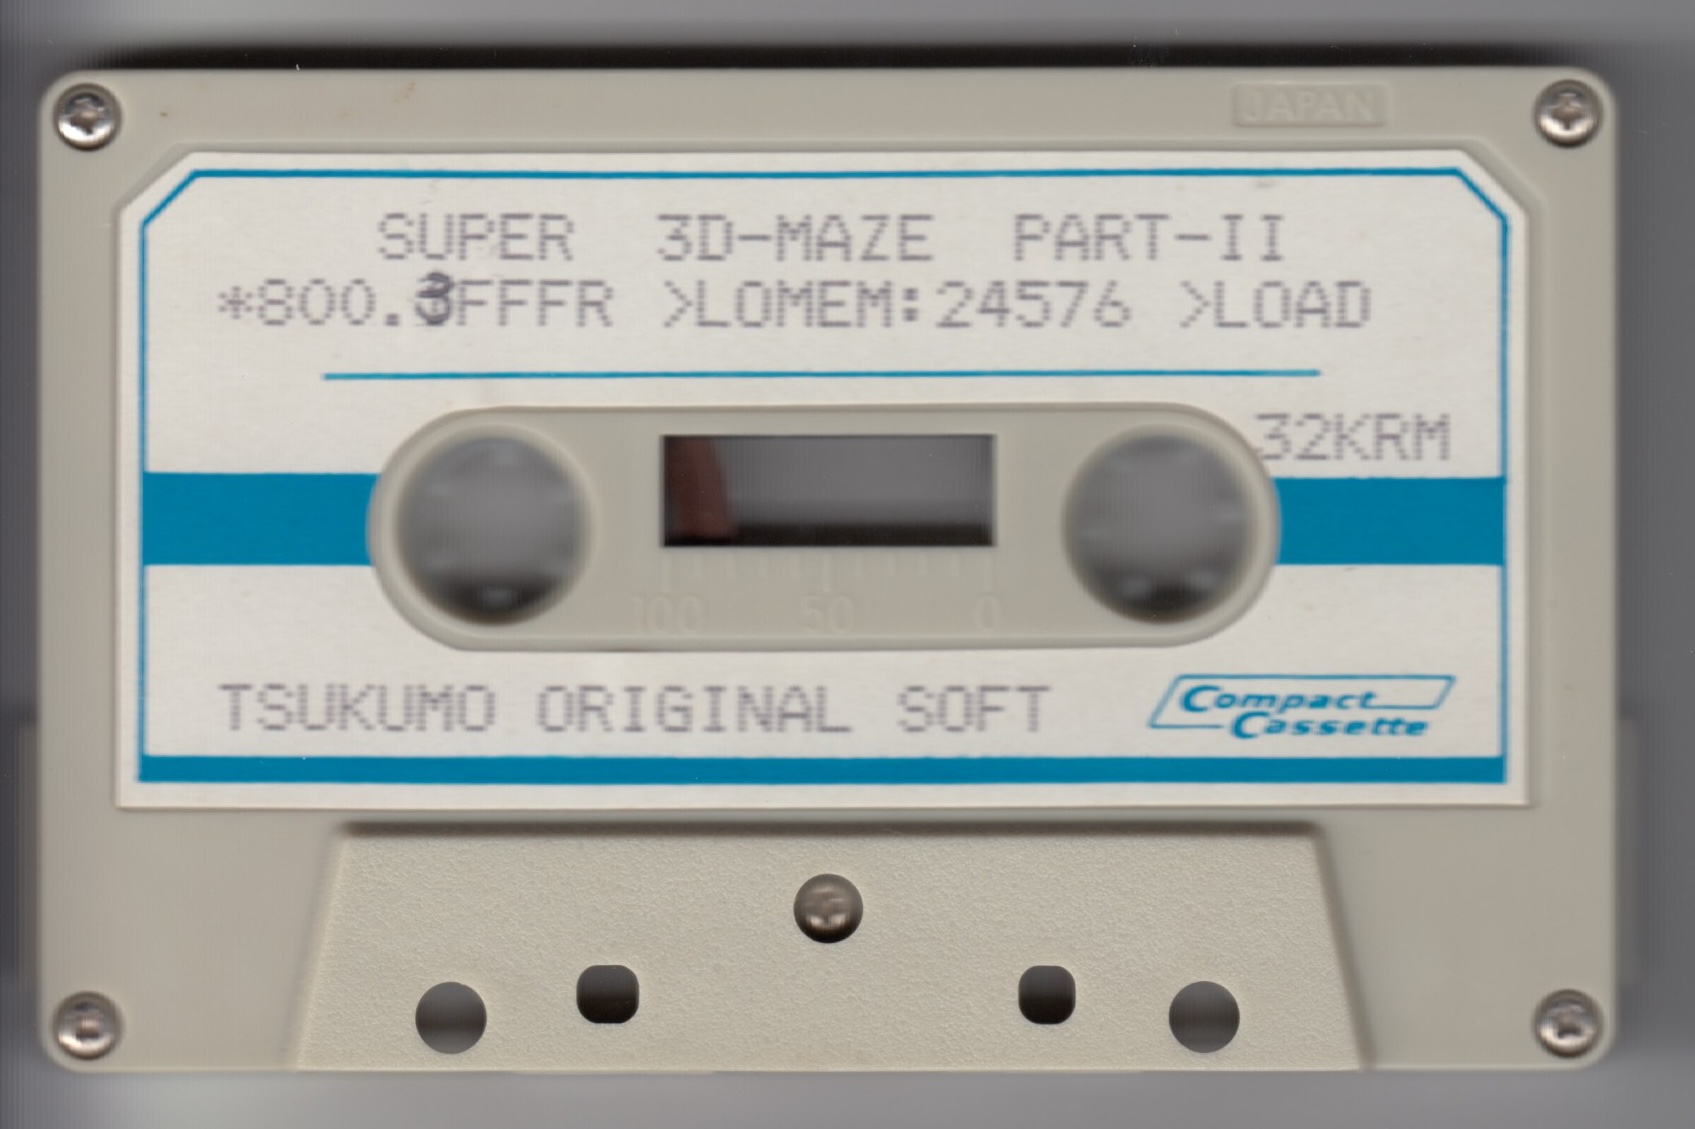 JAPAN
SUPER 3D-MAZE PART-II
*800.3FFFR >LOMEM:24576 >LOAD
32KRM
100 50 0
TSUKUMO ORIGINAL SOFT
Compact
Cassette